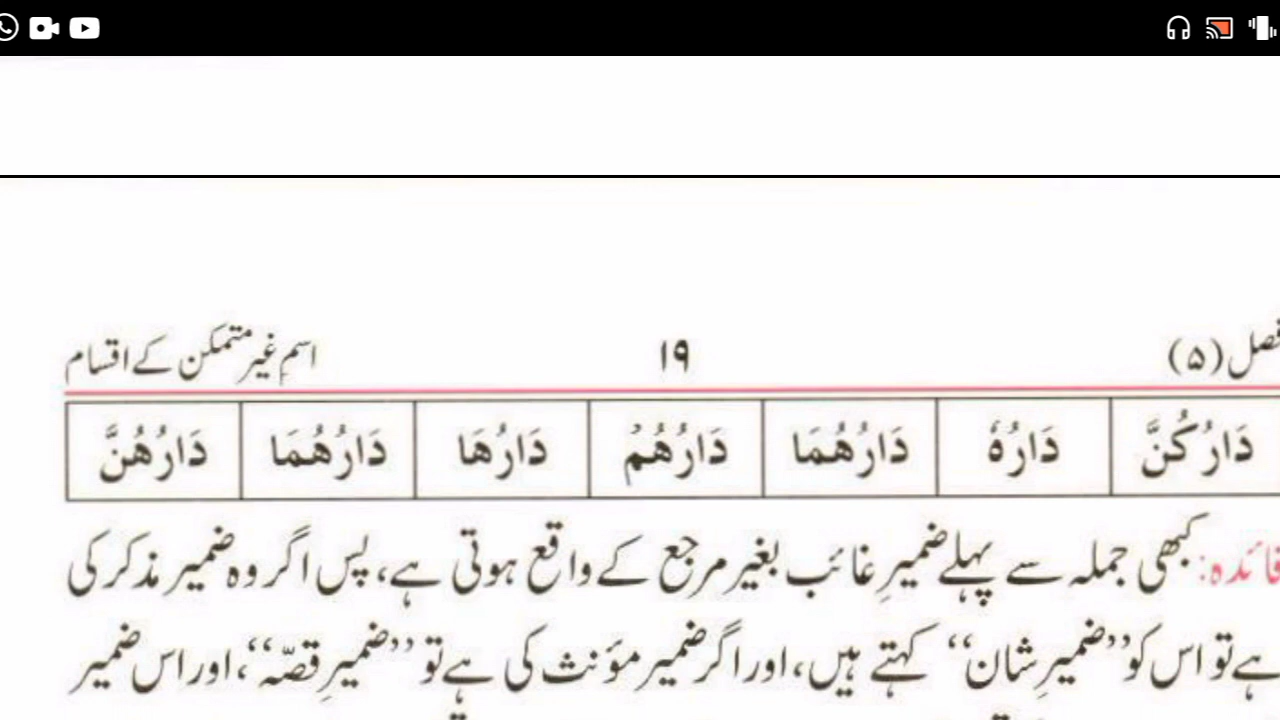 فصل (۵) ۱۹ اسمِ غیر متمکن کے اقسام
دَارُكُنَّ دَارُهٗ دَارُهُمَا دَارُهُمْ دَارُهَا دَارُهُمَا دَارُهُنَّ
فائدہ: کبھی جملہ سے پہلے ضمیرِ غائب بغیر مرجع کے واقع ہوتی ہے، پس اگر وہ ضمیر مذکر کی
ہے تو اس کو ’’ضمیرِ شان‘‘ کہتے ہیں، اور اگر ضمیر مؤنث کی ہے تو ’’ضمیرِ قصّہ‘‘، اور اس ضمیر